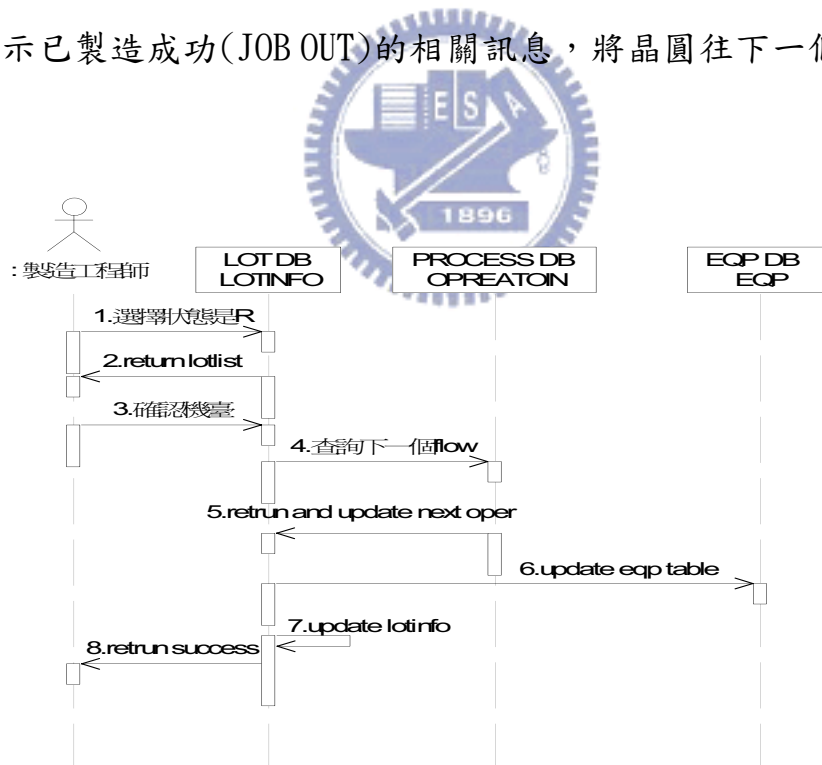 示已製造成功(JOB OUT)的相關訊息，將晶圓往下一個
E S A
1896
: 製造工程師
LOT DB
LOTINFO
PROCESS DB
OPREATOIN
EQP DB
EQP
1.選擇狀態是R
2.return lotlist
3.確認機臺
4.查詢下一個flow
5.retrun and update next oper
6.update eqp table
7.update lotinfo
8.retrun success